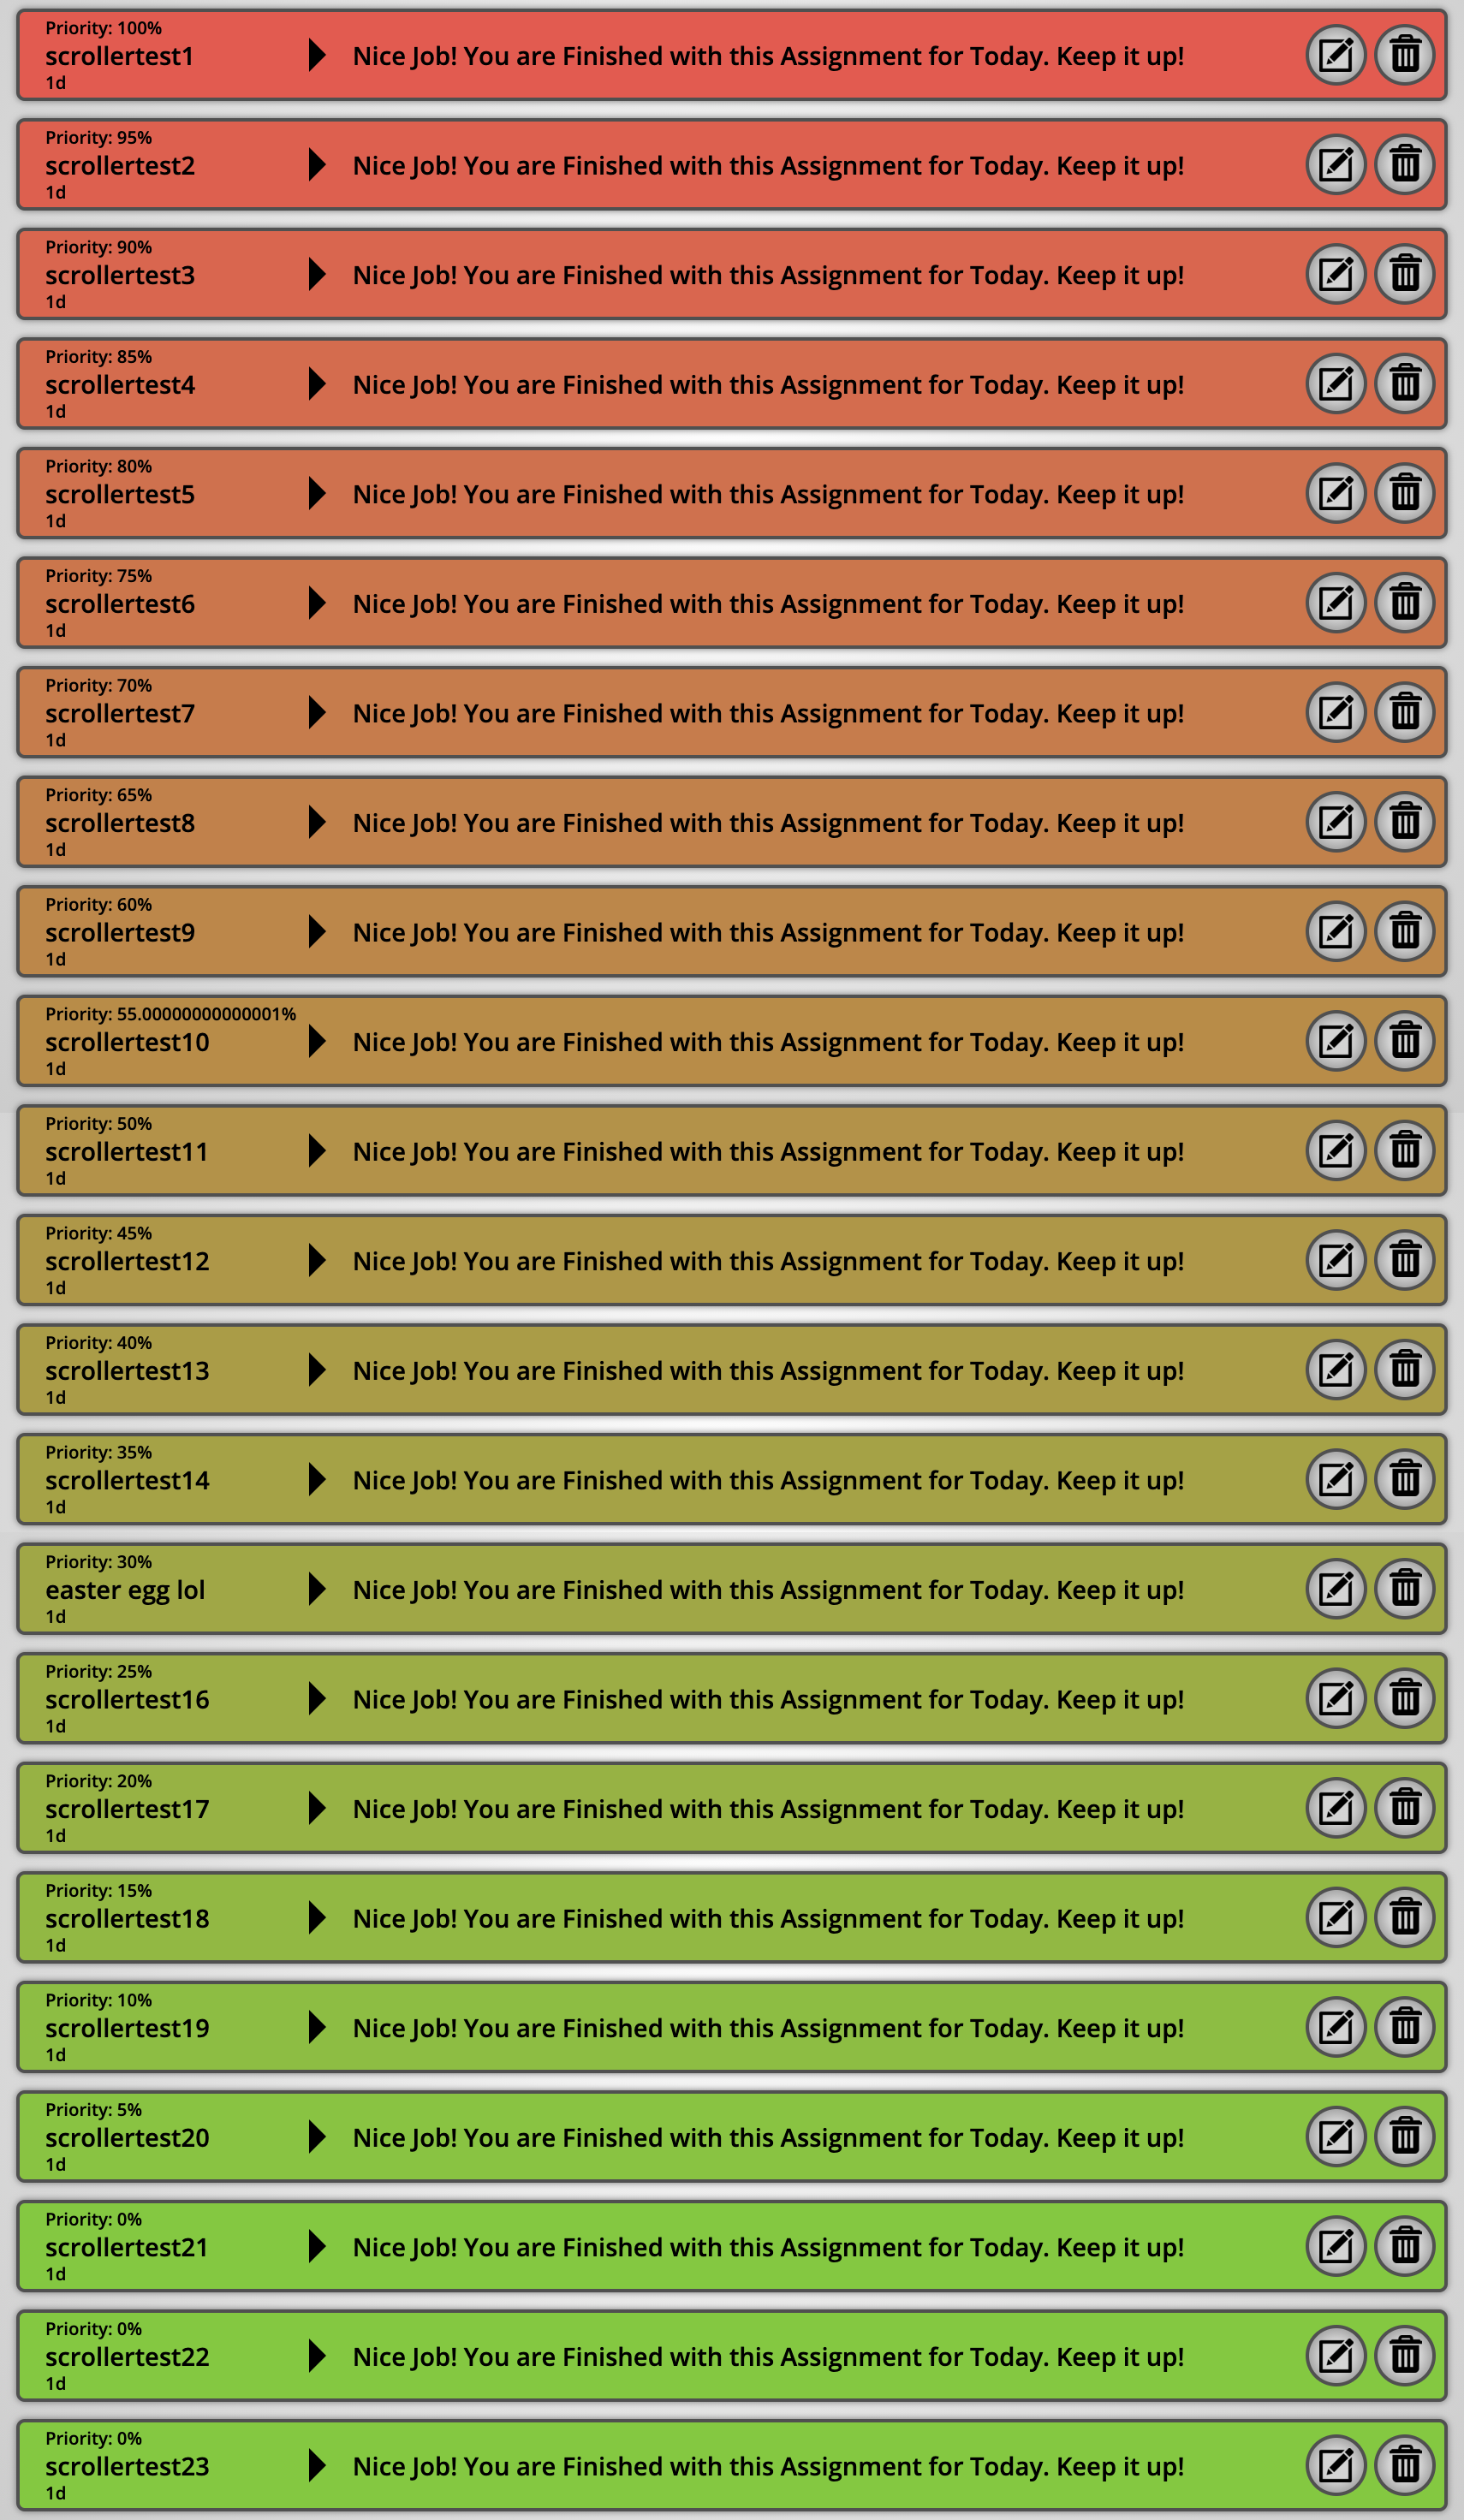 Priority: 100%
scrollertest1
1d
Nice Job! You are Finished with this Assignment for Today. Keep it up!
Priority: 95%
scrollertest2
1d
Nice Job! You are Finished with this Assignment for Today. Keep it up!
Priority: 90%
scrollertest3
1d
Nice Job! You are Finished with this Assignment for Today. Keep it up!
Priority: 85%
scrollertest4
1d
Nice Job! You are Finished with this Assignment for Today. Keep it up!
Priority: 80%
scrollertest5
1d
Nice Job! You are Finished with this Assignment for Today. Keep it up!
Priority: 75%
scrollertest6
1d
Nice Job! You are Finished with this Assignment for Today. Keep it up!
Priority: 70%
scrollertest7
1d
Nice Job! You are Finished with this Assignment for Today. Keep it up!
Priority: 65%
scrollertest8
1d
Nice Job! You are Finished with this Assignment for Today. Keep it up!
Priority: 60%
scrollertest9
1d
Nice Job! You are Finished with this Assignment for Today. Keep it up!
Priority: 55.00000000000001%
scrollertest10
1d
Nice Job! You are Finished with this Assignment for Today. Keep it up!
Priority: 50%
scrollertest11
1d
Nice Job! You are Finished with this Assignment for Today. Keep it up!
Priority: 45%
scrollertest12
1d
Nice Job! You are Finished with this Assignment for Today. Keep it up!
Priority: 40%
scrollertest13
1d
Nice Job! You are Finished with this Assignment for Today. Keep it up!
Priority: 35%
scrollertest14
1d
Nice Job! You are Finished with this Assignment for Today. Keep it up!
Priority: 30%
easter egg lol
1d
Nice Job! You are Finished with this Assignment for Today. Keep it up!
Priority: 25%
scrollertest16
1d
Nice Job! You are Finished with this Assignment for Today. Keep it up!
Priority: 20%
scrollertest17
1d
Nice Job! You are Finished with this Assignment for Today. Keep it up!
Priority: 15%
scrollertest18
1d
Nice Job! You are Finished with this Assignment for Today. Keep it up!
Priority: 10%
scrollertest19
1d
Nice Job! You are Finished with this Assignment for Today. Keep it up!
Priority: 5%
scrollertest20
1d
Nice Job! You are Finished with this Assignment for Today. Keep it up!
Priority: 0%
scrollertest21
1d
Nice Job! You are Finished with this Assignment for Today. Keep it up!
Priority: 0%
scrollertest22
1d
Nice Job! You are Finished with this Assignment for Today. Keep it up!
Priority: 0%
scrollertest23
1d
Nice Job! You are Finished with this Assignment for Today. Keep it up!